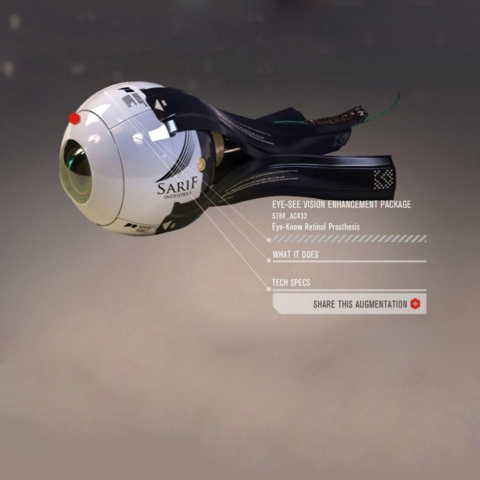 SARIF
INDUSTRIES
EYE-SEE VISION ENHANCEMENT PACKAGE
5784_AC433
Eye-Know Retinal Prosthesis
WHAT IT DOES
TECH SPECS
SHARE THIS AUGMENTATION